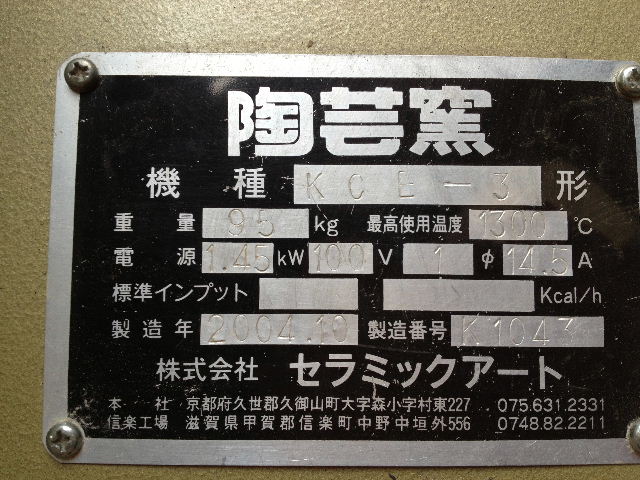 陶芸窯
機種 KCE-3 形
重量 95 kg 最高使用温度 1300 ℃
電源 1.45 kW 100 V 1 φ 14.5 A
標準インプット Kcal/h
製造年 2004.10 製造番号 K1043
株式会社 セラミックアート
本社 京都府久世郡久御山町大字森小字村東227 075.631.2331
信楽工場 滋賀県甲賀郡信楽町中野中垣外556 0748.82.2211